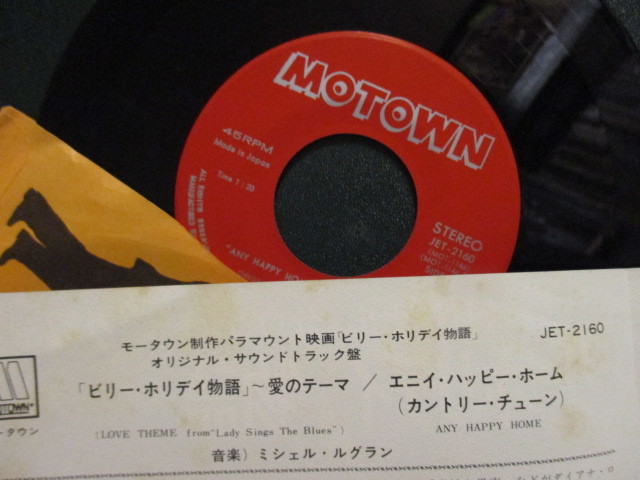 MOTOWN
45RPM
Made in Japan
Time 1:20
STEREO
JET-2160
"ANY HAPPY HOME
モータウン制作パラマウント映画「ビリー・ホリデイ物語」
JET-2160
オリジナル・サウンドトラック盤
「ビリー・ホリデイ物語」〜愛のテーマ / エニイ・ハッピー・ホーム
(カントリー・チューン)
(LOVE THEME from "Lady Sings The Blues")
ANY HAPPY HOME
ータウン
音楽) ミシェル・ルグラン